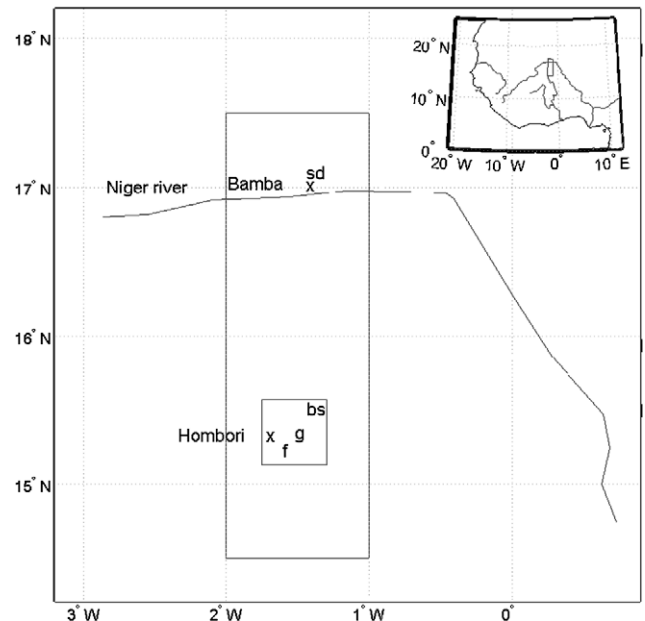 18° N
20° N
10° N
0°
20° W
10° W
0°
10° E
sd
Niger river
Bamba
x
17° N
16° N
bs
Hombori
x
g
f
15° N
3° W
2° W
1° W
0°